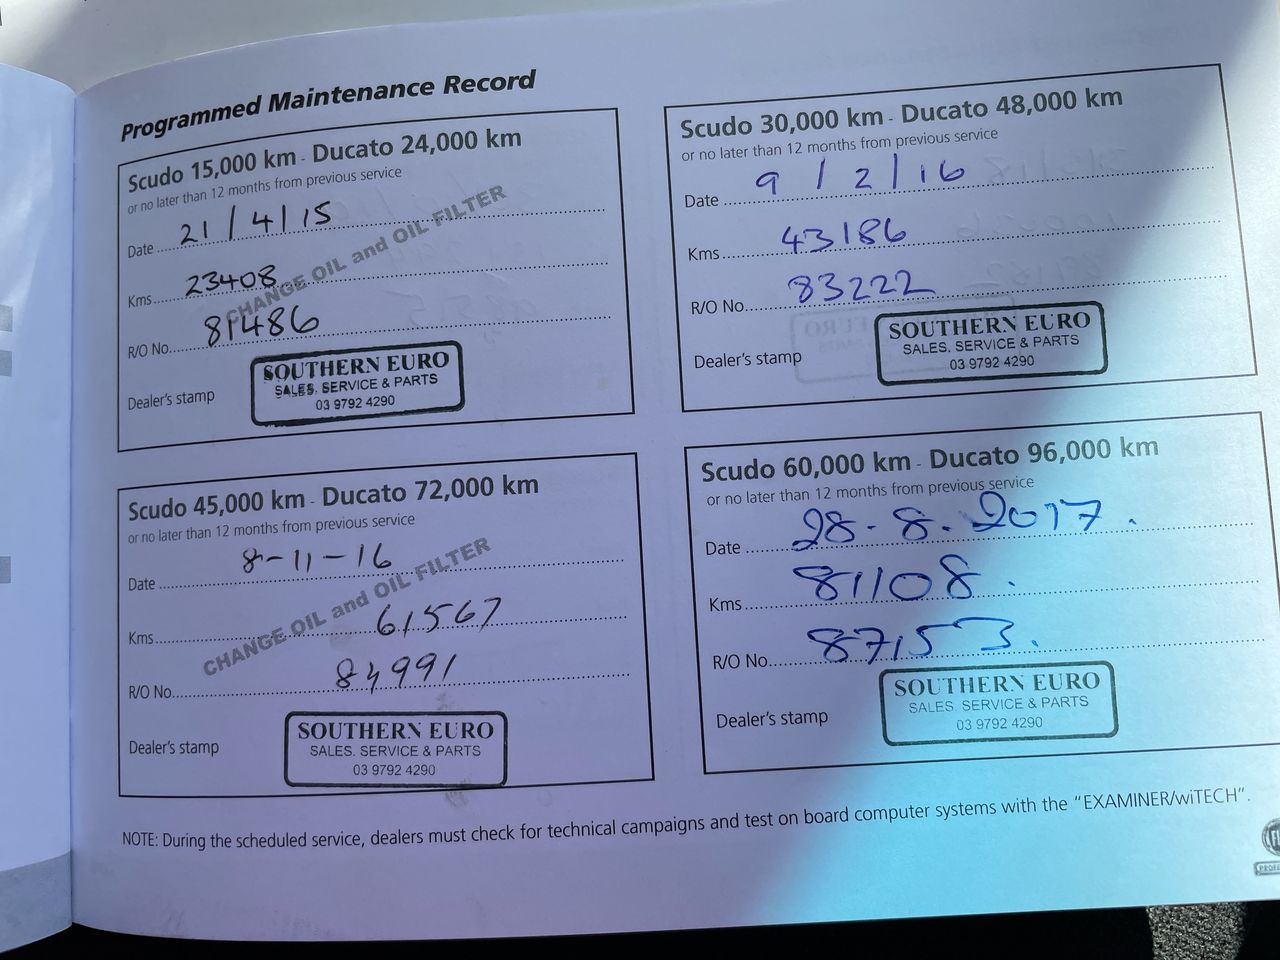 Programmed Maintenance Record
Scudo 15,000 km - Ducato 24,000 km
or no later than 12 months from previous service
Date 21/4/15
CHANGE OIL and OIL FILTER
Kms 23408
R/O No. 81486
Dealer's stamp
SOUTHERN EURO
SALES, SERVICE & PARTS
03 9792 4290
Scudo 30,000 km - Ducato 48,000 km
or no later than 12 months from previous service
Date 9/2/16
Kms 43186
R/O No. 83222
Dealer's stamp
SOUTHERN EURO
SALES, SERVICE & PARTS
03 9792 4290
Scudo 45,000 km - Ducato 72,000 km
or no later than 12 months from previous service
Date 8-11-16
CHANGE OIL and OIL FILTER
Kms 61567
R/O No. 84991
Dealer's stamp
SOUTHERN EURO
SALES, SERVICE & PARTS
03 9792 4290
Scudo 60,000 km - Ducato 96,000 km
or no later than 12 months from previous service
Date 28-8-2017.
Kms 81108.
R/O No. 87153.
Dealer's stamp
SOUTHERN EURO
SALES, SERVICE & PARTS
03 9792 4290
NOTE: During the scheduled service, dealers must check for technical campaigns and test on board computer systems with the "EXAMINER/wiTECH".